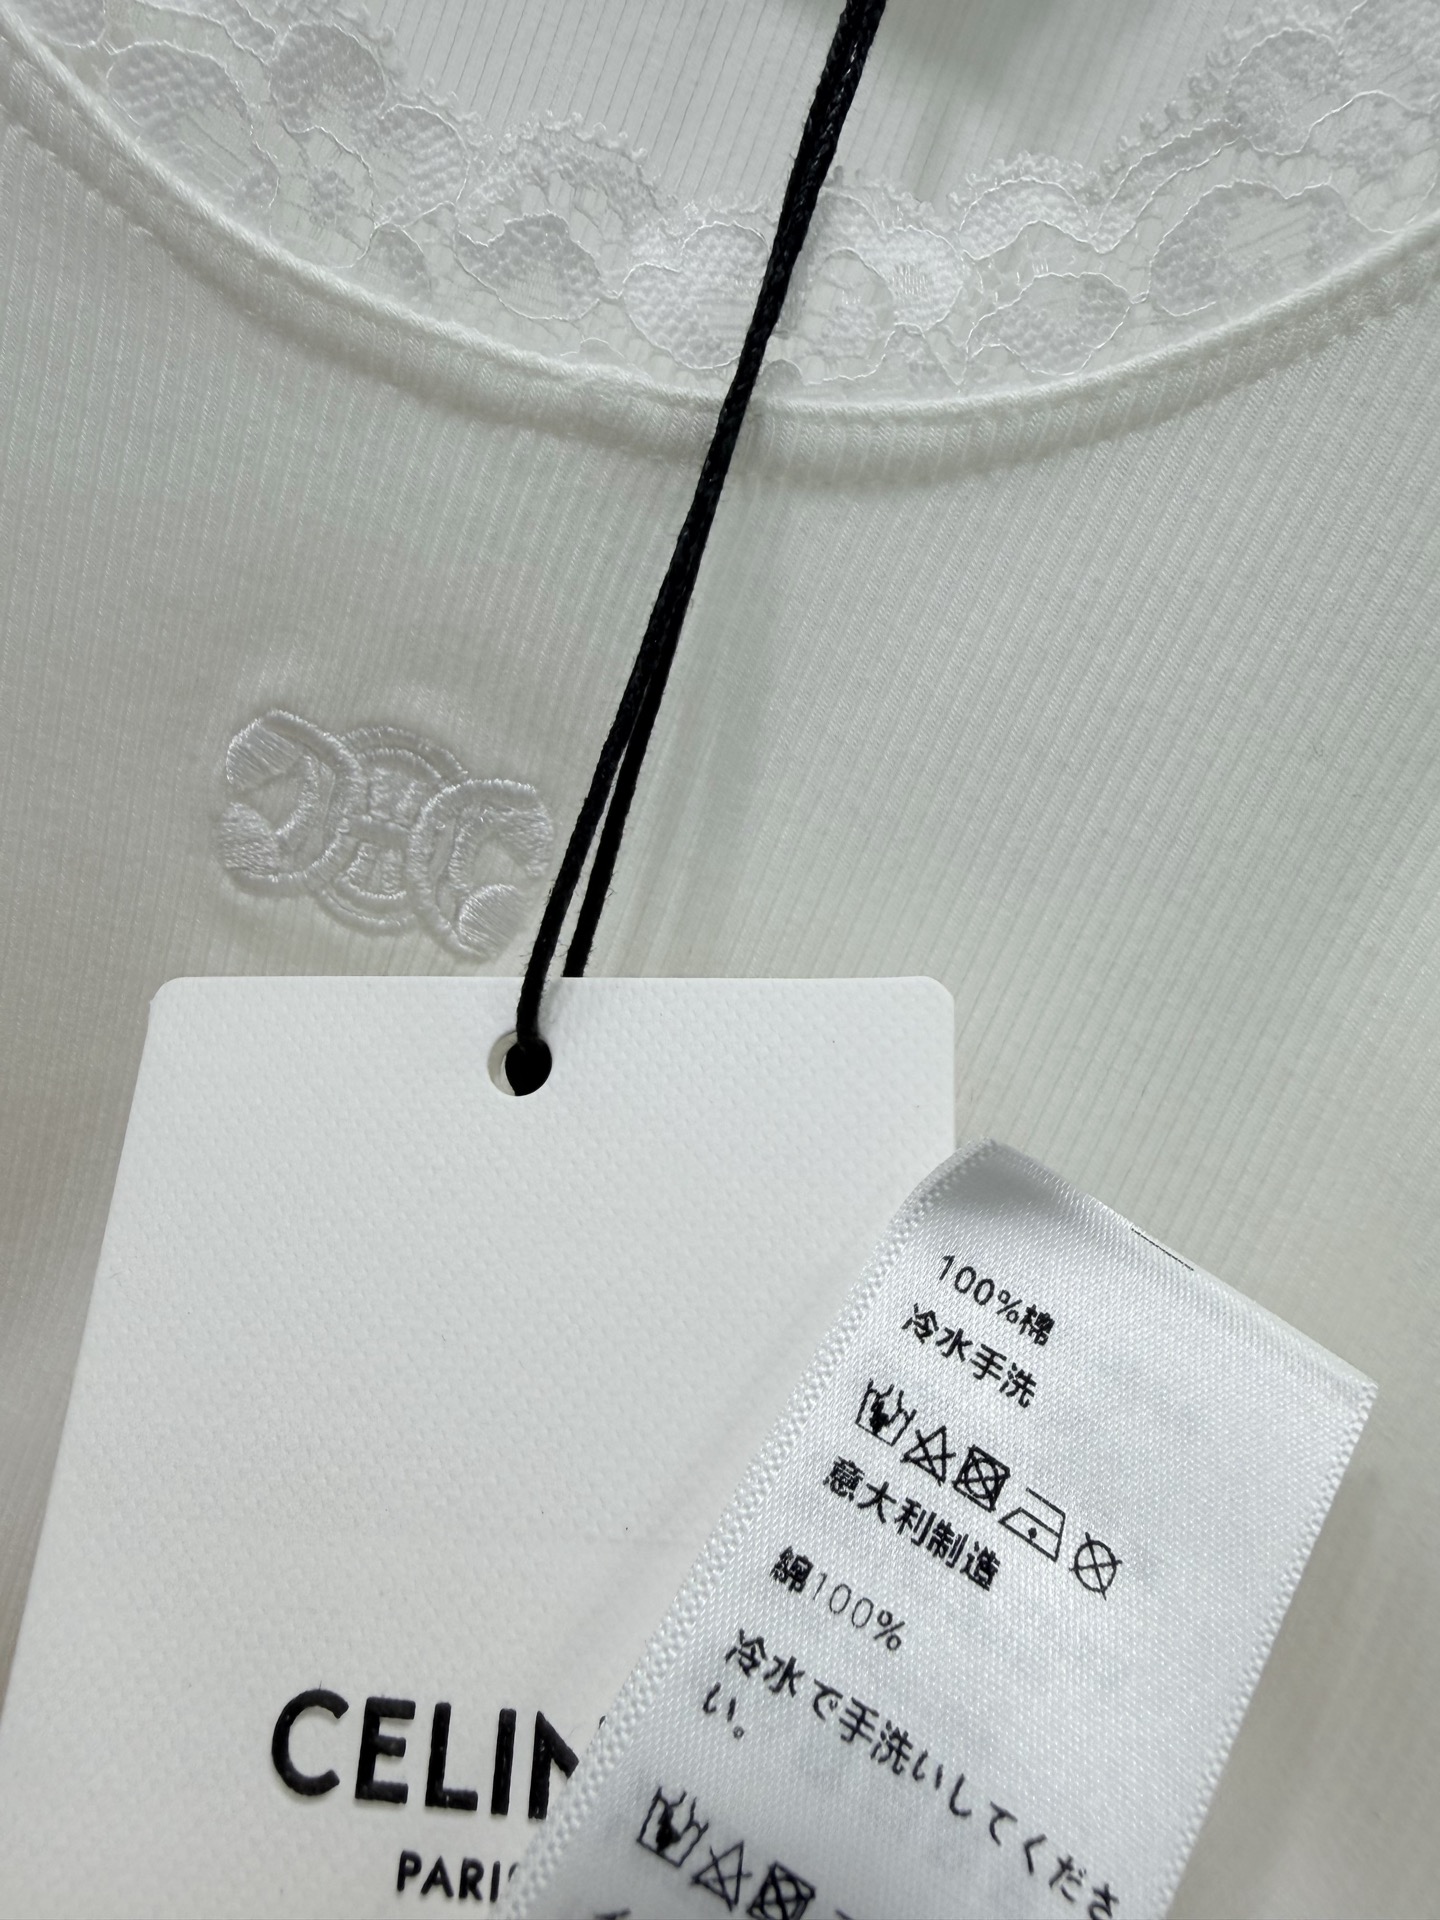 100%棉
冷水手洗
意大利制造
綿100%
冷水で手洗いしてくださ
い。
CELIN
PARIS